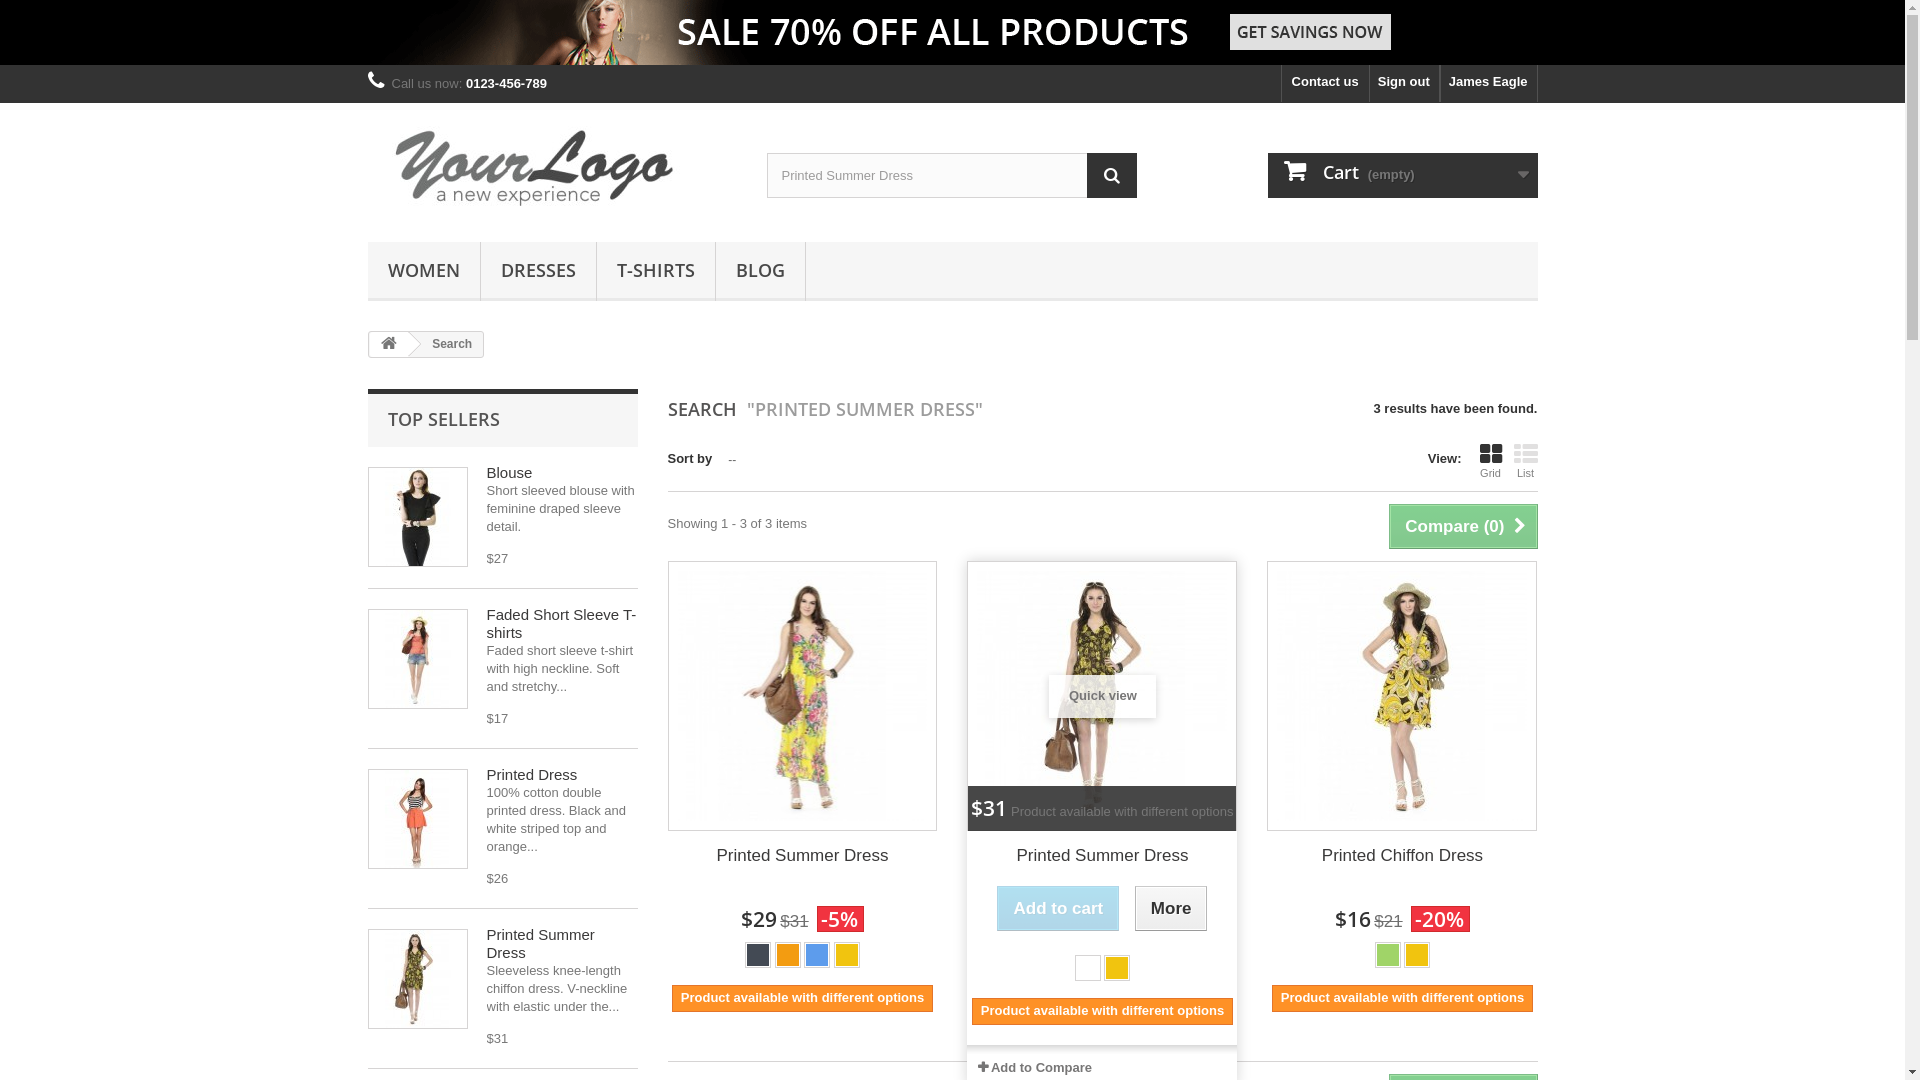 SALE 70% OFF ALL PRODUCTS GET SAVINGS NOW
Call us now: 0123-456-789
Contact us Sign out James Eagle
YourLogo
a new experience
Printed Summer Dress
Cart (empty)
WOMEN DRESSES T-SHIRTS BLOG
Search
TOP SELLERS
Blouse
Short sleeved blouse with
feminine draped sleeve
detail.
$27
Faded Short Sleeve T-
shirts
Faded short sleeve t-shirt
with high neckline. Soft
and stretchy...
$17
Printed Dress
100% cotton double
printed dress. Black and
white striped top and
orange...
$26
Printed Summer
Dress
Sleeveless knee-length
chiffon dress. V-neckline
with elastic under the...
$31
SEARCH "PRINTED SUMMER DRESS"
3 results have been found.
Sort by --
View:
Grid List
Showing 1 - 3 of 3 items
Compare (0)
Printed Summer Dress
$29 $31 -5%
Product available with different options
Quick view
$31 Product available with different options
Printed Summer Dress
Add to cart More
Product available with different options
Add to Compare
Printed Chiffon Dress
$16 $21 -20%
Product available with different options